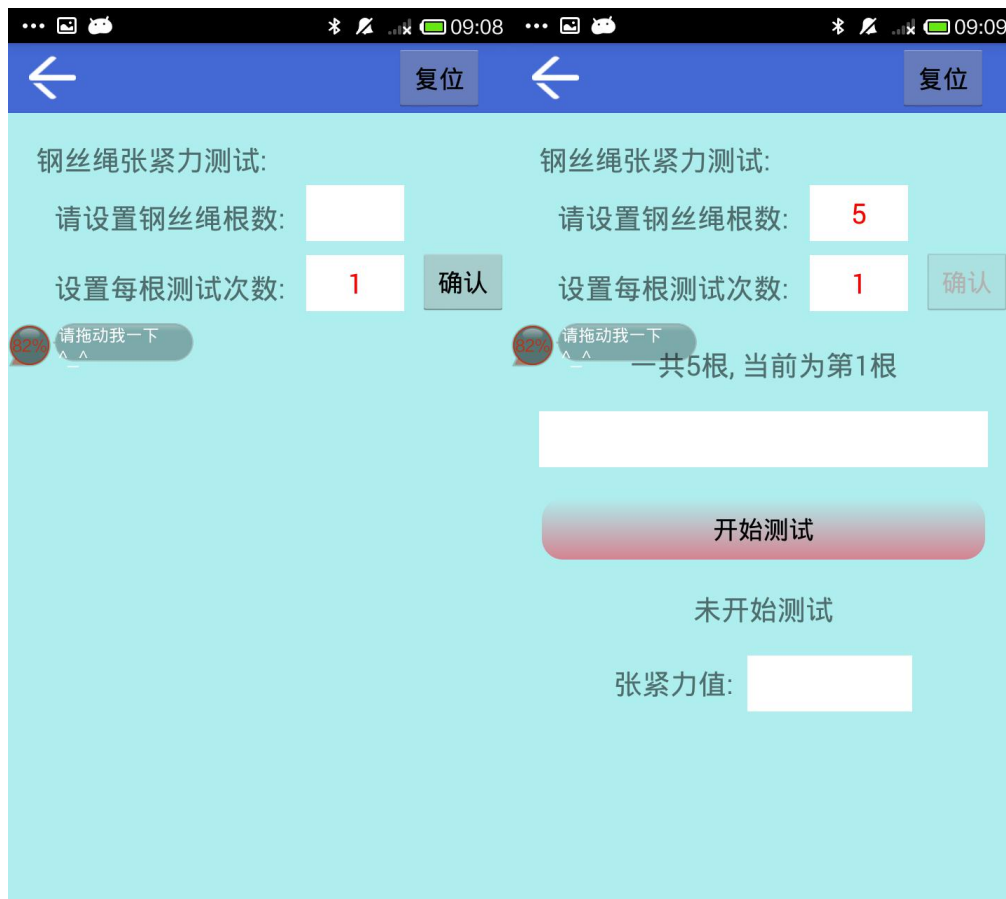 09:08
复位
钢丝绳张紧力测试:
请设置钢丝绳根数:
设置每根测试次数: 1 确认
82% 请拖动我一下
^_^
09:09
复位
钢丝绳张紧力测试:
请设置钢丝绳根数: 5
设置每根测试次数: 1 确认
82% 请拖动我一下
^_^
一共5根, 当前为第1根
开始测试
未开始测试
张紧力值: